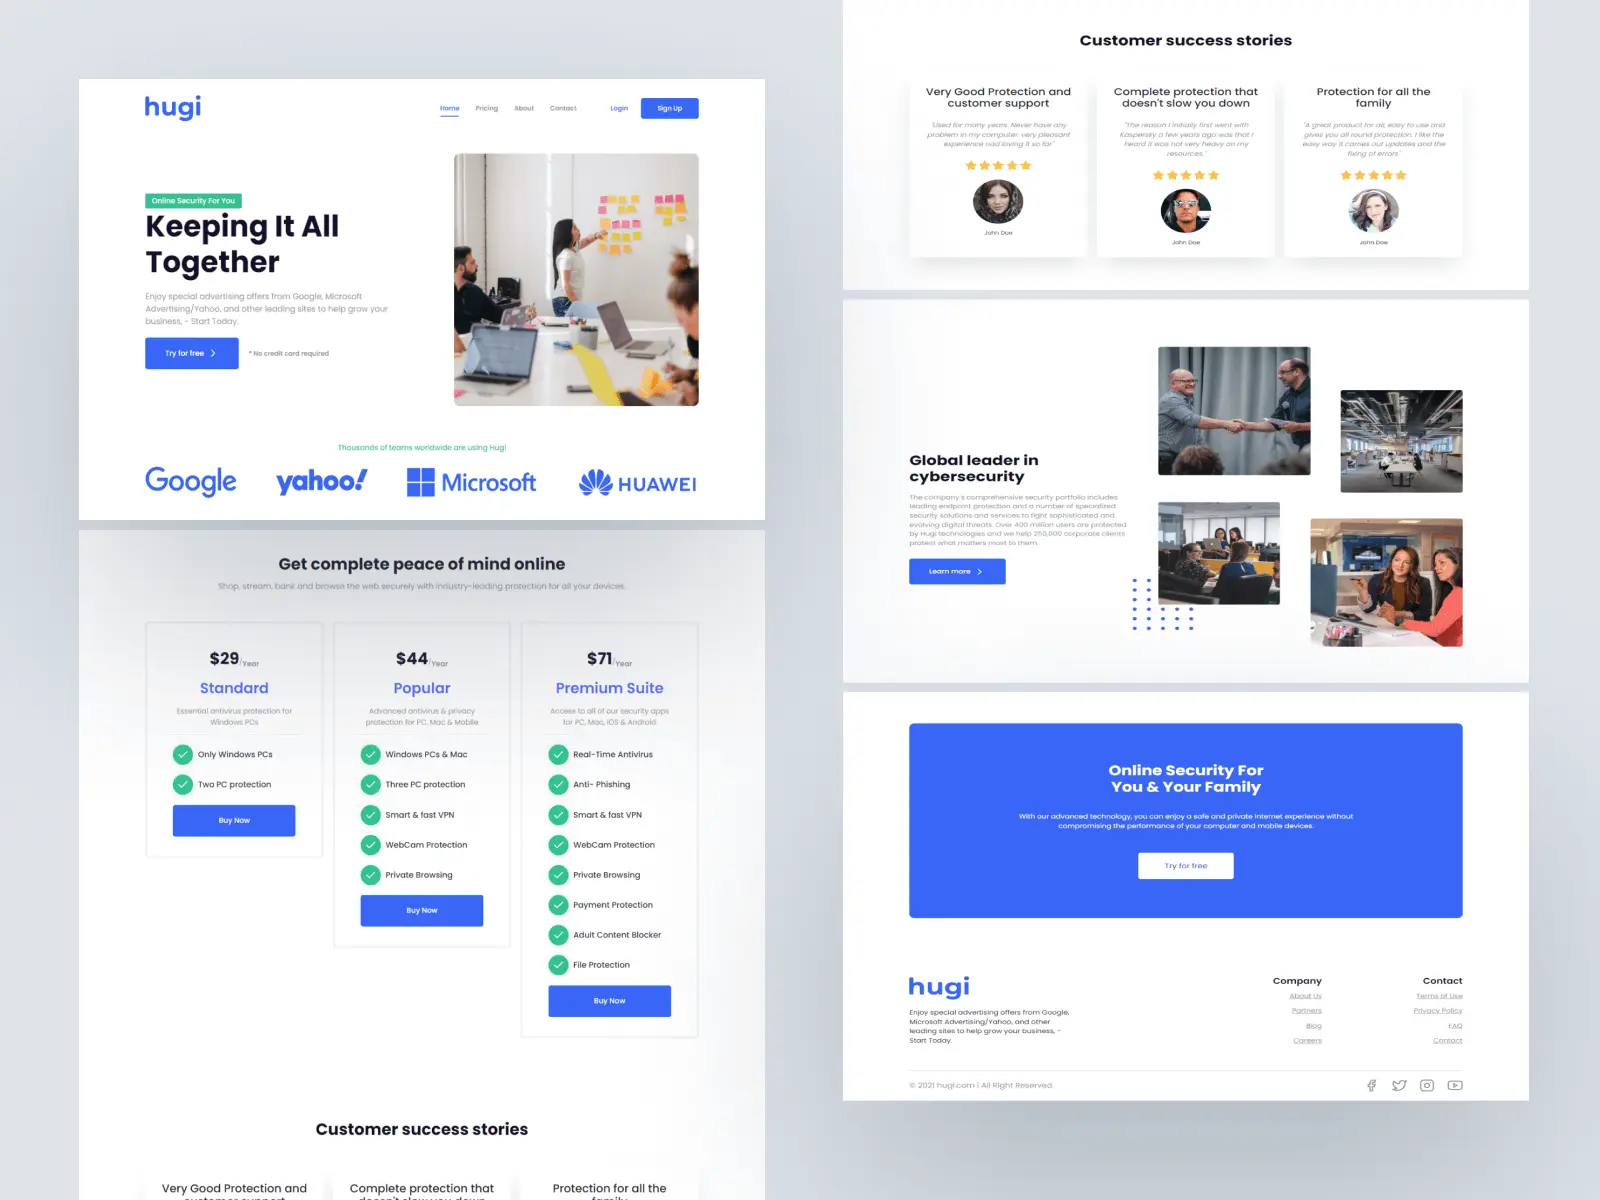 hugi
Home Pricing About Contact Login Sign Up
Online Security For You
Keeping It All
Together
Enjoy special advertising offers from Google, Microsoft
Advertising/Yahoo, and other leading sites to help grow your
business, - Start Today.
Try for free
* No credit card required
Thousands of teams worldwide are using Hugi
Google yahoo! Microsoft HUAWEI
Get complete peace of mind online
Shop, stream, bank and browse the web securely with industry-leading protection for all your devices.
$29/Year
Standard
Essential antivirus protection for
Windows PCs
Only Windows PCs
Two PC protection
Buy Now
$44/Year
Popular
Advanced antivirus & privacy
protection for PC, Mac & Mobile
Windows PCs & Mac
Three PC protection
Smart & fast VPN
WebCam Protection
Private Browsing
Buy Now
$71/Year
Premium Suite
Access to all of our security apps
for PC, Mac, iOS & Android
Real-Time Antivirus
Anti- Phishing
Smart & fast VPN
WebCam Protection
Private Browsing
Payment Protection
Adult Content Blocker
File Protection
Buy Now
Customer success stories
Very Good Protection and
customer support
Complete protection that
doesn't slow you down
Protection for all the
family
Customer success stories
Very Good Protection and
customer support
"Used for many years. Never have any
problem in my computer. very pleasant
experience nad loving it so far"
John Doe
Complete protection that
doesn't slow you down
"The reason I initially first went with
Kaspersky a few years ago was that I
heard it was not very heavy on my
resources."
John Doe
Protection for all the
family
"A great product for all, easy to use and
gives you all round protection. I like the
easy way it carries out updates and the
fixing of errors"
John Doe
Global leader in
cybersecurity
The company's comprehensive security portfolio includes
leading endpoint protection and a number of specialized
security solutions and services to fight sophisticated and
evolving digital threats. Over 400 million users are protected
by Hugi technologies and we help 250,000 corporate clients
protect what matters most to them.
Learn more
Online Security For
You & Your Family
With our advanced technology, you can enjoy a safe and private Internet experience without
compromising the performance of your computer and mobile devices.
Try for free
hugi
Enjoy special advertising offers from Google,
Microsoft Advertising/Yahoo, and other
leading sites to help grow your business, -
Start Today.
Company
About Us
Partners
Blog
Careers
Contact
Terms of Use
Privacy Policy
FAQ
Contact
© 2021 hugi.com | All Right Reserved.